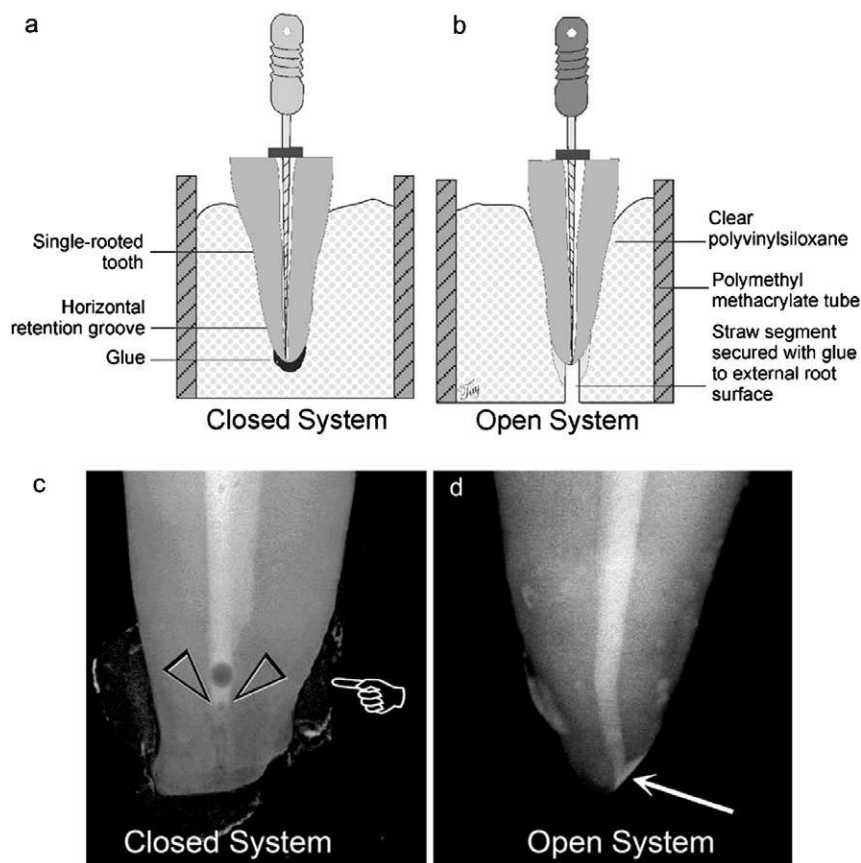 a
b
Single-rooted
tooth
Horizontal
retention groove
Glue
Closed System
Clear
polyvinylsiloxane
Polymethyl
methacrylate tube
Straw segment
secured with glue
to external root
surface
Open System
c
Closed System
d
Open System